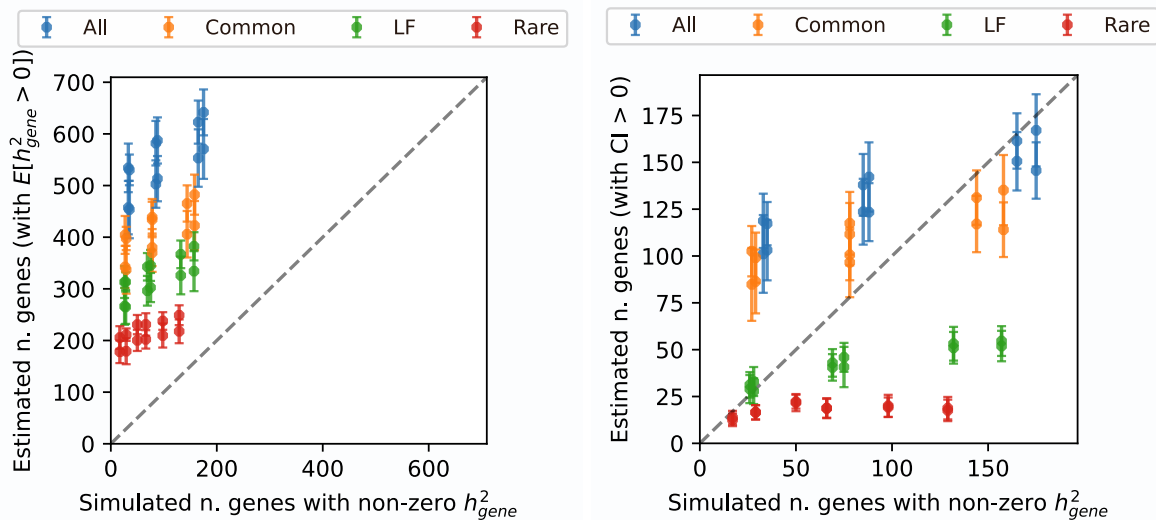 All Common LF Rare
700
600
500
400
300
200
100
0
0 200 400 600
Estimated n. genes (with E[h²gene > 0])
Simulated n. genes with non-zero h²gene
All Common LF Rare
175
150
125
100
75
50
25
0
0 50 100 150
Estimated n. genes (with CI > 0)
Simulated n. genes with non-zero h²gene